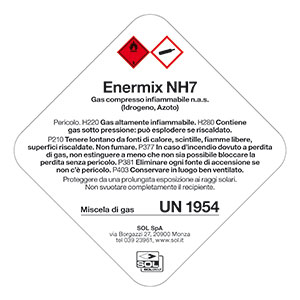 Enermix NH7
Gas compresso infiammabile n.a.s.
(Idrogeno, Azoto)
Pericolo. H220 Gas altamente infiammabile. H280 Contiene
gas sotto pressione: può esplodere se riscaldato.
P210 Tenere lontano da fonti di calore, scintille, fiamme libere,
superfici riscaldate. Non fumare. P377 In caso d'incendio dovuto a perdita
di gas, non estinguere a meno che non sia possibile bloccare la
perdita senza pericolo. P381 Eliminare ogni fonte di accensione se
non c'è pericolo. P403 Conservare in luogo ben ventilato.
Proteggere da una prolungata esposizione ai raggi solari.
Non svuotare completamente il recipiente.
Miscela di gas UN 1954
SOL SpA
via Borgazzi 27, 20900 Monza
tel 039 23961, www.sol.it
SOL